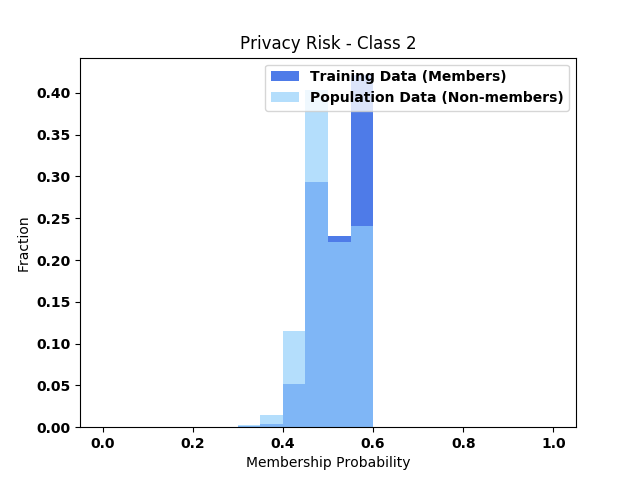 Privacy Risk - Class 2
Training Data (Members)
Population Data (Non-members)
0.40
0.35
0.30
0.25
0.20
0.15
0.10
0.05
0.00
Fraction
0.0 0.2 0.4 0.6 0.8 1.0
Membership Probability